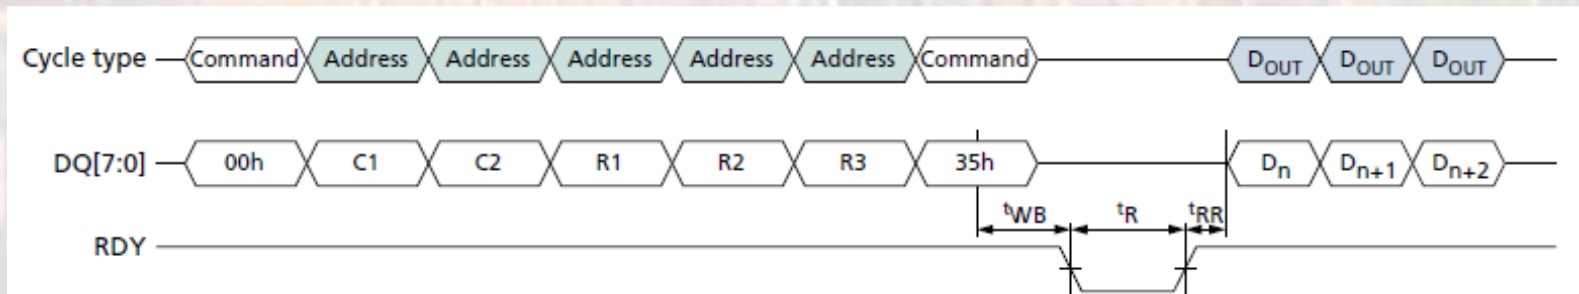 Cycle type Command Address Address Address Address Address Command DOUT DOUT DOUT
DQ[7:0] 00h C1 C2 R1 R2 R3 35h Dn Dn+1 Dn+2
tWB tR tRR
RDY